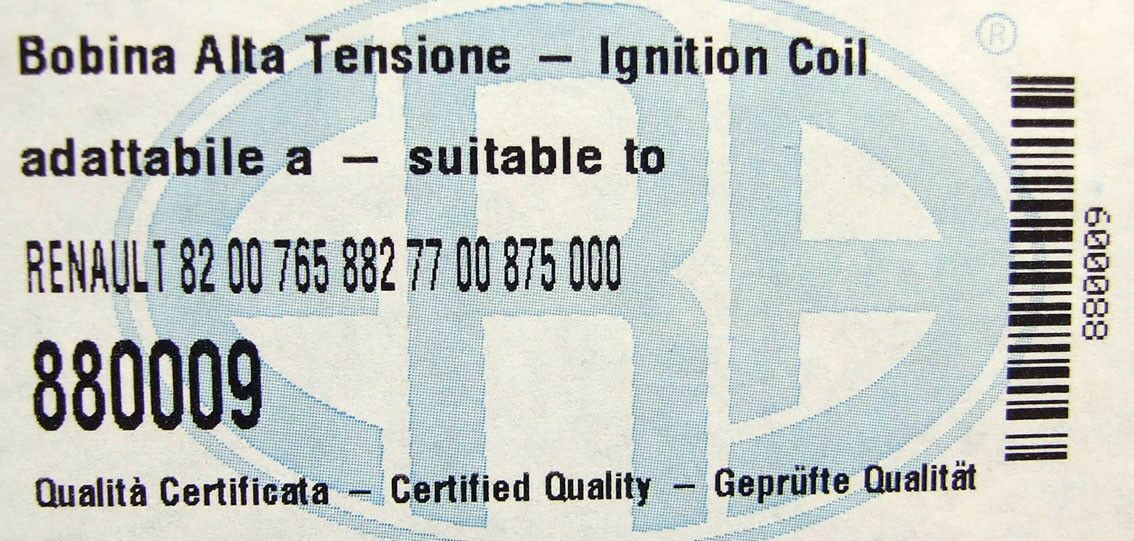 Bobina Alta Tensione – Ignition Coil
adattabile a – suitable to
RENAULT 82 00 765 882 77 00 875 000
880009
Qualità Certificata – Certified Quality – Geprüfte Qualität
880009
ERA
®